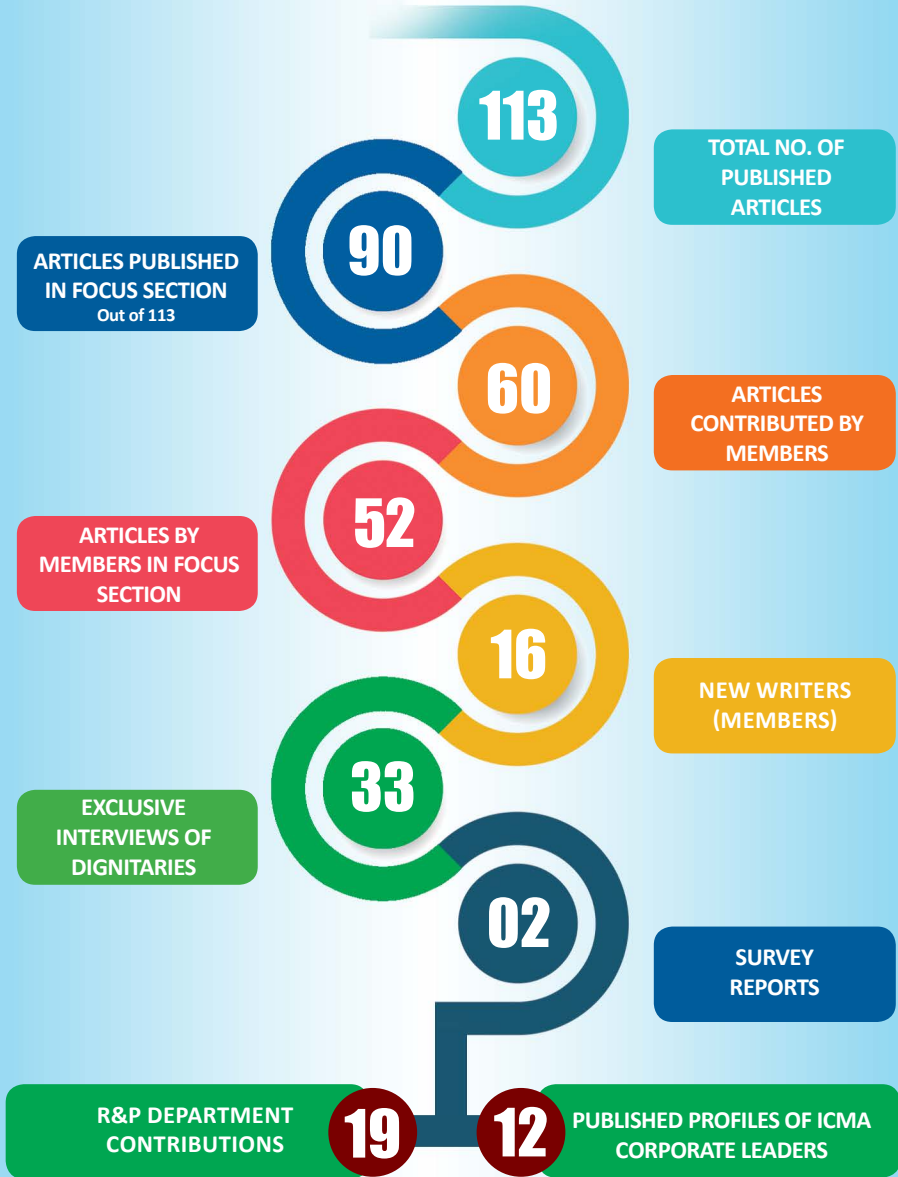 113
TOTAL NO. OF
PUBLISHED
ARTICLES
90
ARTICLES PUBLISHED
IN FOCUS SECTION
Out of 113
60
ARTICLES
CONTRIBUTED BY
MEMBERS
52
ARTICLES BY
MEMBERS IN FOCUS
SECTION
16
NEW WRITERS
(MEMBERS)
33
EXCLUSIVE
INTERVIEWS OF
DIGNITARIES
02
SURVEY
REPORTS
R&P DEPARTMENT
CONTRIBUTIONS
19
12
PUBLISHED PROFILES OF ICMA
CORPORATE LEADERS